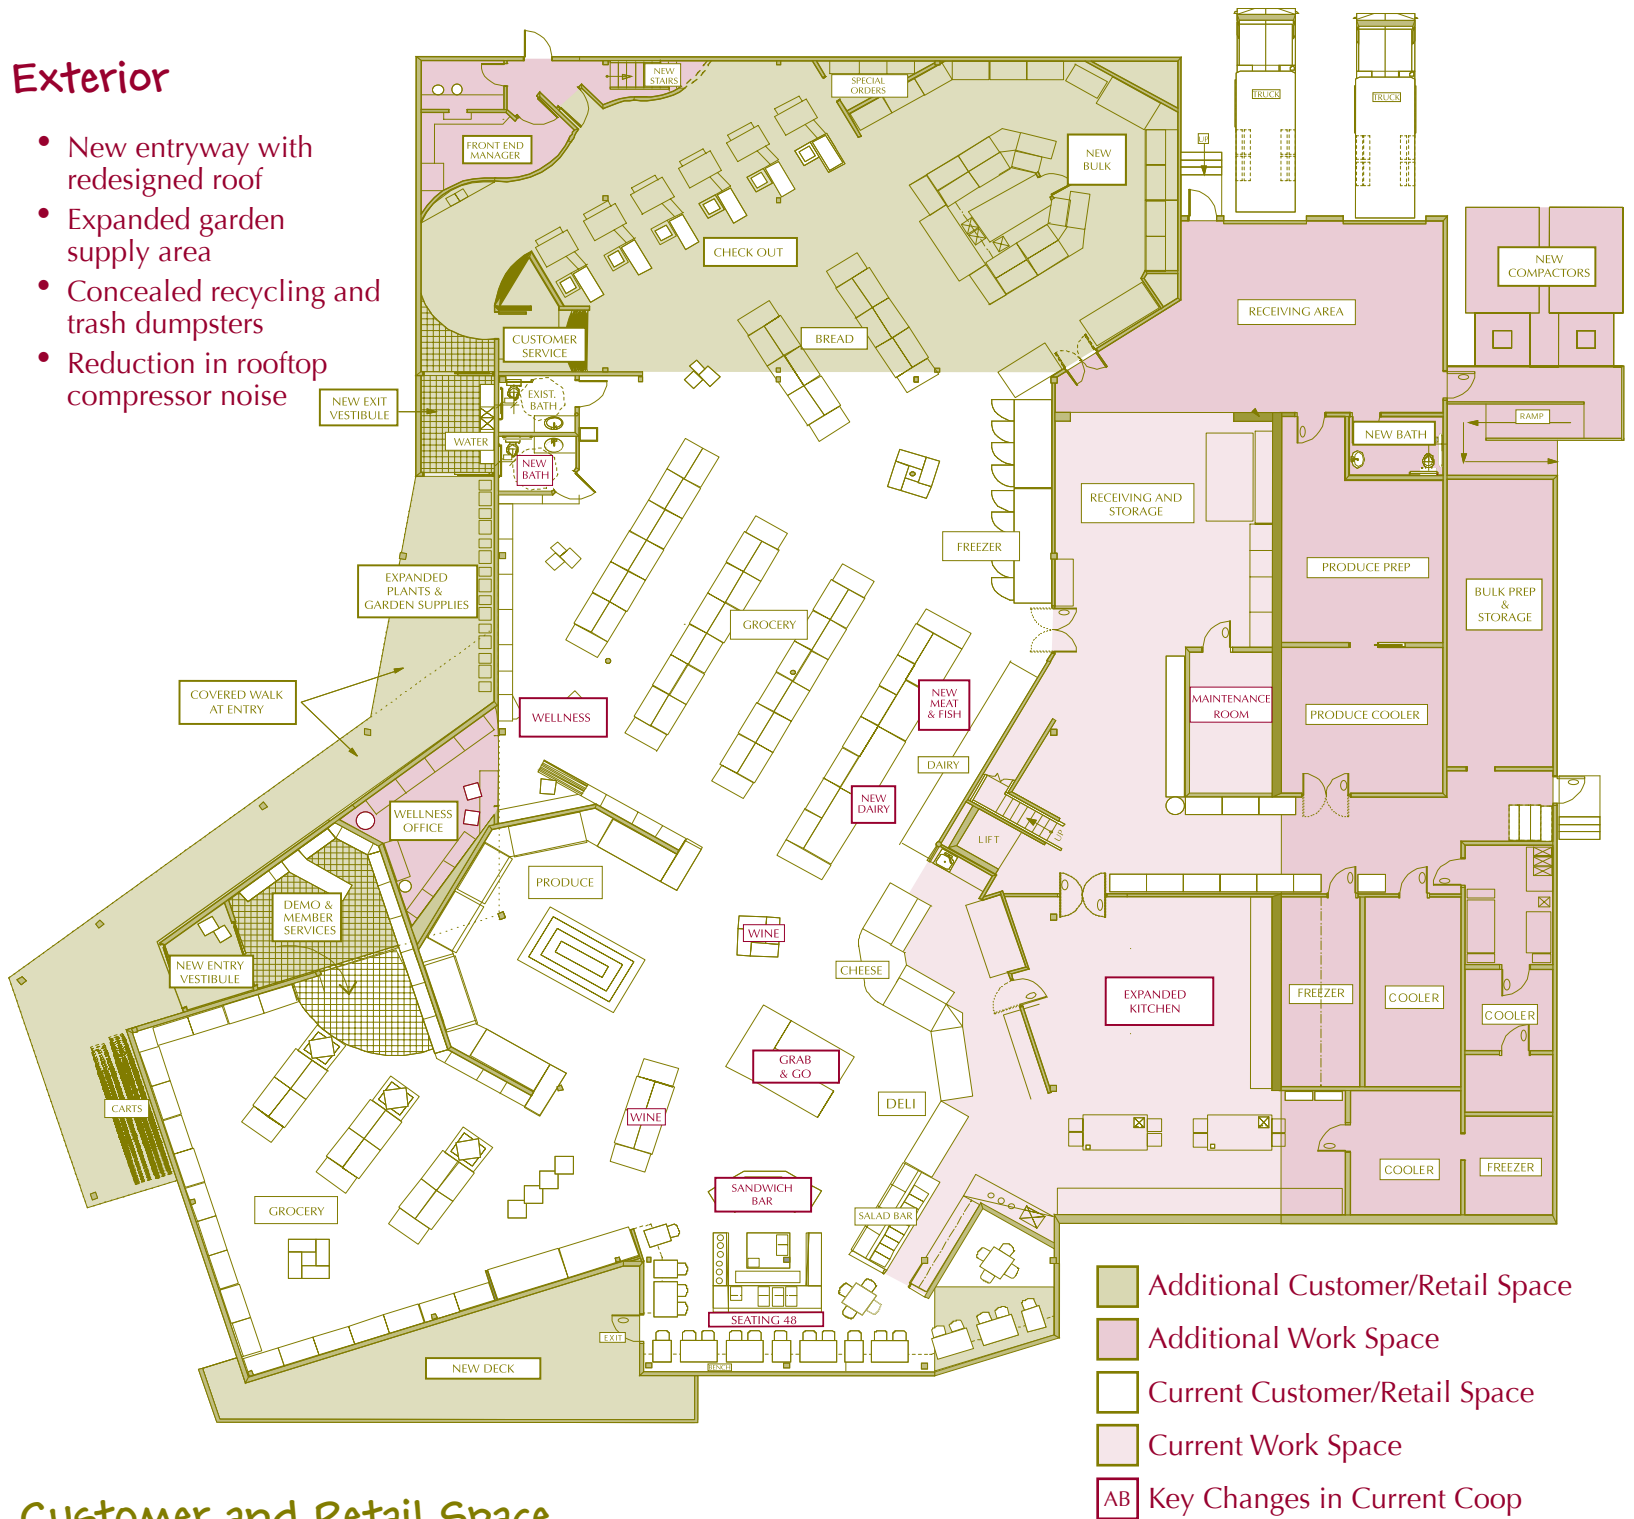 Exterior
• New entryway with
redesigned roof
• Expanded garden
supply area
• Concealed recycling and
trash dumpsters
• Reduction in rooftop
compressor noise
NEW
STAIRS
SPECIAL
ORDERS
TRUCK
TRUCK
UP
FRONT END
MANAGER
NEW
BULK
CHECK OUT
NEW
COMPACTORS
RECEIVING AREA
CUSTOMER
SERVICE
BREAD
NEW EXIT
VESTIBULE
EXIST.
BATH
WATER
NEW
BATH
RAMP
NEW BATH
RECEIVING AND
STORAGE
FREEZER
EXPANDED
PLANTS &
GARDEN SUPPLIES
PRODUCE PREP
BULK PREP
&
STORAGE
GROCERY
COVERED WALK
AT ENTRY
WELLNESS
NEW
MEAT
& FISH
MAINTENANCE
ROOM
PRODUCE COOLER
DAIRY
NEW
DAIRY
WELLNESS
OFFICE
LIFT
UP
PRODUCE
DEMO &
MEMBER
SERVICES
WINE
NEW ENTRY
VESTIBULE
CHEESE
EXPANDED
KITCHEN
FREEZER
COOLER
COOLER
GRAB
& GO
CARTS
WINE
DELI
COOLER
FREEZER
SANDWICH
BAR
GROCERY
SALAD BAR
SEATING 48
EXIT
BENCH
NEW DECK
Additional Customer/Retail Space
Additional Work Space
Current Customer/Retail Space
Current Work Space
AB Key Changes in Current Coop
Customer and Retail Space